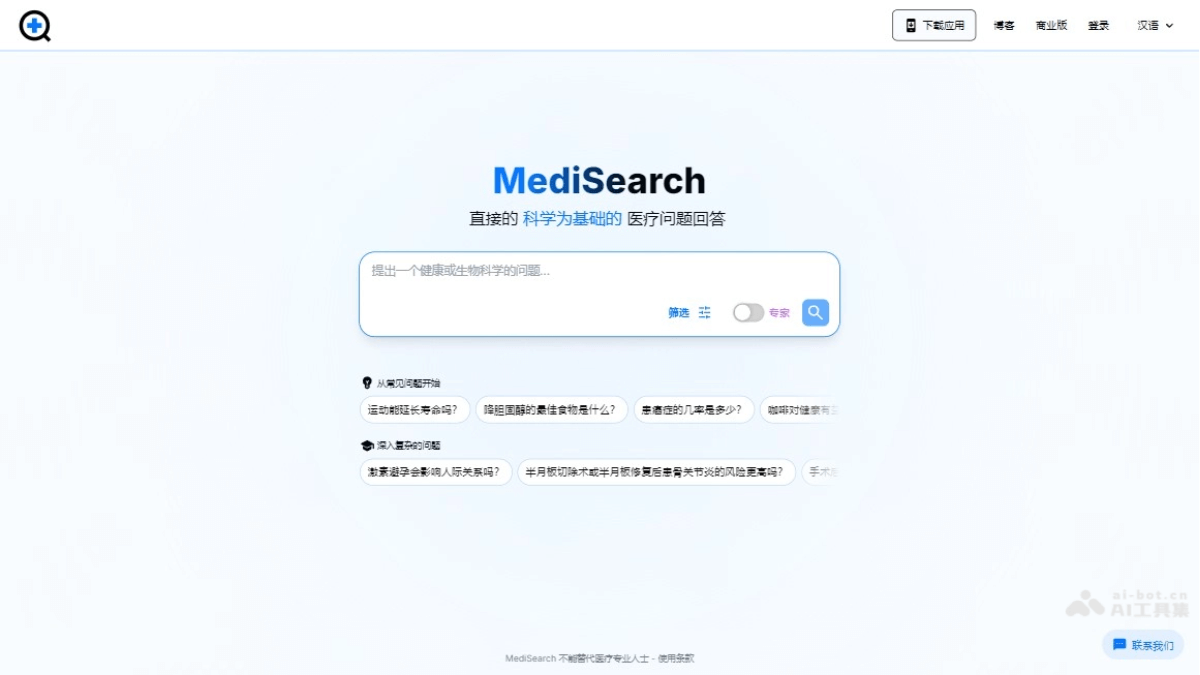 下载应用 博客 商业版 登录 汉语
MediSearch
直接的 科学为基础的 医疗问题回答
提出一个健康或生物科学的问题...
筛选 专家
从常见问题开始
运动能延长寿命吗? 降胆固醇的最佳食物是什么? 患癌症的几率是多少? 咖啡对健康有
深入复杂的问题
激素避孕会影响人际关系吗? 半月板切除术或半月板修复后患骨关节炎的风险更高吗? 手术
ai-bot.cn
AI工具集
联系我们
MediSearch 不能替代医疗专业人士 - 使用条款